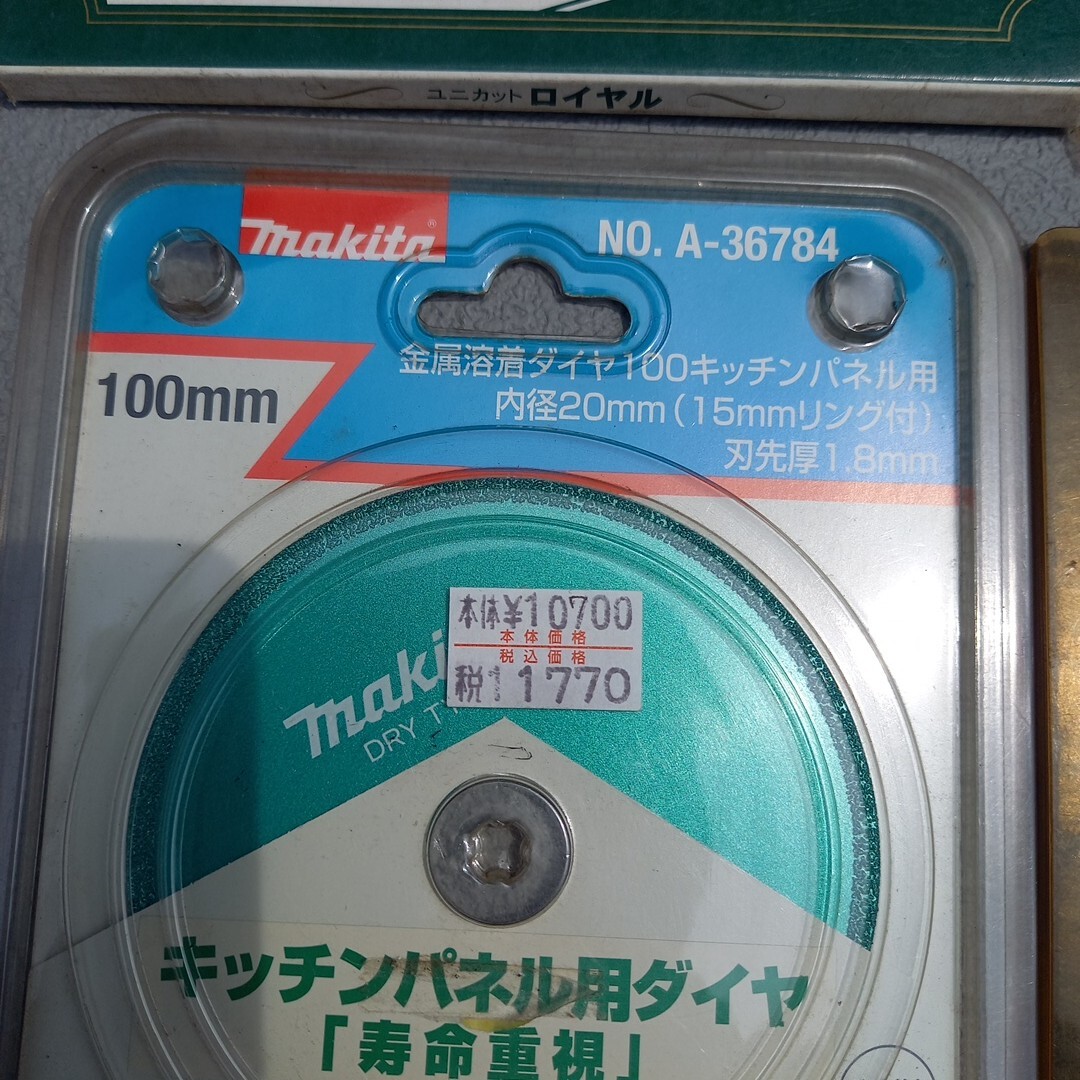 ユニカット ロイヤル
makita®
NO. A-36784
100mm
金属溶着ダイヤ100キッチンパネル用
内径20mm(15mmリング付)
刃先厚1.8mm
本体¥10700
本体価格
税込価格
税11770
maki
DRY T
キッチンパネル用ダイヤ
「寿命重視」